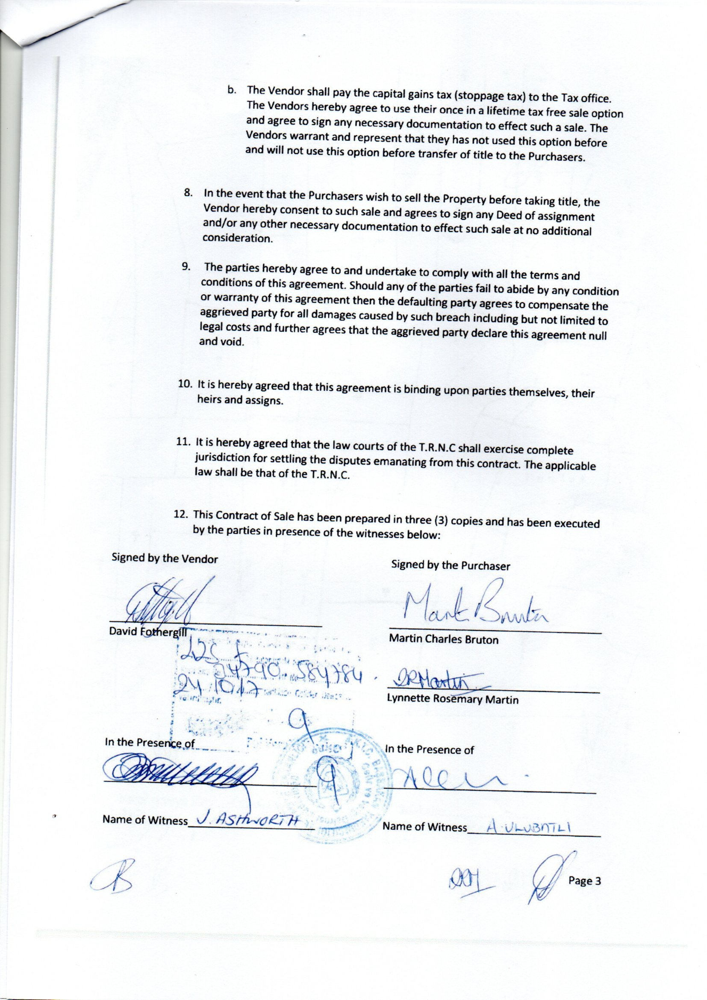 b. The Vendor shall pay the capital gains tax (stoppage tax) to the Tax office.
The Vendors hereby agree to use their once in a lifetime tax free sale option
and agree to sign any necessary documentation to effect such a sale. The
Vendors warrant and represent that they has not used this option before
and will not use this option before transfer of title to the Purchasers.
8. In the event that the Purchasers wish to sell the Property before taking title, the
Vendor hereby consent to such sale and agrees to sign any Deed of assignment
and/or any other necessary documentation to effect such sale at no additional
consideration.
9. The parties hereby agree to and undertake to comply with all the terms and
conditions of this agreement. Should any of the parties fail to abide by any condition
or warranty of this agreement then the defaulting party agrees to compensate the
aggrieved party for all damages caused by such breach including but not limited to
legal costs and further agrees that the aggrieved party declare this agreement null
and void.
10. It is hereby agreed that this agreement is binding upon parties themselves, their
heirs and assigns.
11. It is hereby agreed that the law courts of the T.R.N.C shall exercise complete
jurisdiction for settling the disputes emanating from this contract. The applicable
law shall be that of the T.R.N.C.
12. This Contract of Sale has been prepared in three (3) copies and has been executed
by the parties in presence of the witnesses below:
Signed by the Vendor
Signed by the Purchaser
Mart Bruton
David Fothergill
Martin Charles Bruton
584784
24/10/17
LRMartin
Lynnette Rosemary Martin
In the Presence of
In the Presence of
Name of Witness J. ASHWORTH
Name of Witness A. ULUBATLI
Page 3